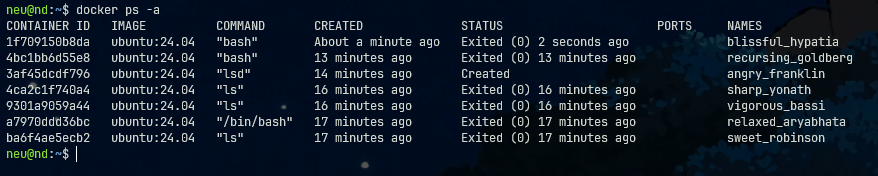 neu@nd:~$ docker ps -a
CONTAINER ID   IMAGE          COMMAND       CREATED              STATUS                      PORTS     NAMES
1f709150b8da   ubuntu:24.04   "bash"        About a minute ago   Exited (0) 2 seconds ago              blissful_hypatia
4bc1bb6d55e8   ubuntu:24.04   "bash"        13 minutes ago       Exited (0) 13 minutes ago             recursing_goldberg
3af45dcdf796   ubuntu:24.04   "lsd"         14 minutes ago       Created                               angry_franklin
4ca2c1f740a4   ubuntu:24.04   "ls"          16 minutes ago       Exited (0) 16 minutes ago             sharp_yonath
9301a9059a44   ubuntu:24.04   "ls"          16 minutes ago       Exited (0) 16 minutes ago             vigorous_bassi
a7970ddd36bc   ubuntu:24.04   "/bin/bash"   17 minutes ago       Exited (0) 17 minutes ago             relaxed_aryabhata
ba6f4ae5ecb2   ubuntu:24.04   "ls"          17 minutes ago       Exited (0) 17 minutes ago             sweet_robinson
neu@nd:~$